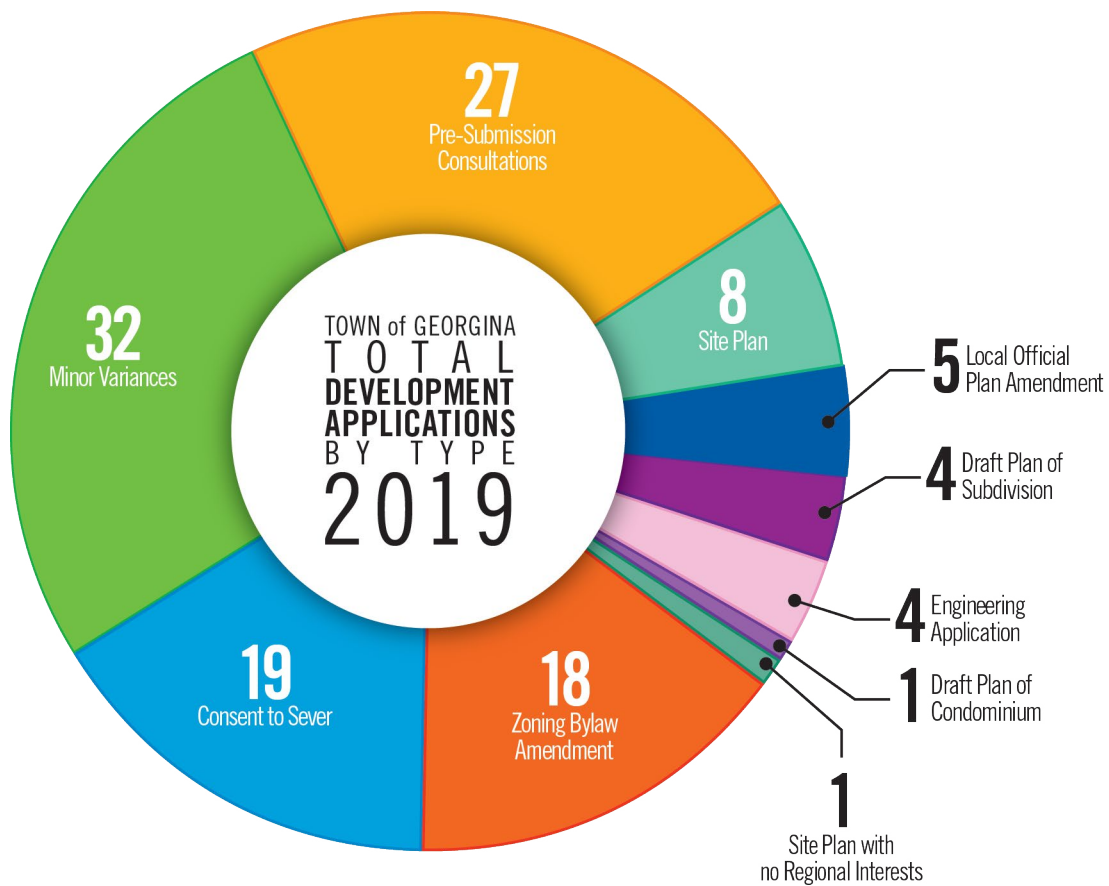 27
Pre-Submission
Consultations
8
Site Plan
32
Minor Variances
TOWN of GEORGINA
TOTAL
DEVELOPMENT
APPLICATIONS
BY TYPE
2019
5 Local Official
Plan Amendment
4 Draft Plan of
Subdivision
4 Engineering
Application
1 Draft Plan of
Condominium
19
Consent to Sever
18
Zoning Bylaw
Amendment
1
Site Plan with
no Regional Interests